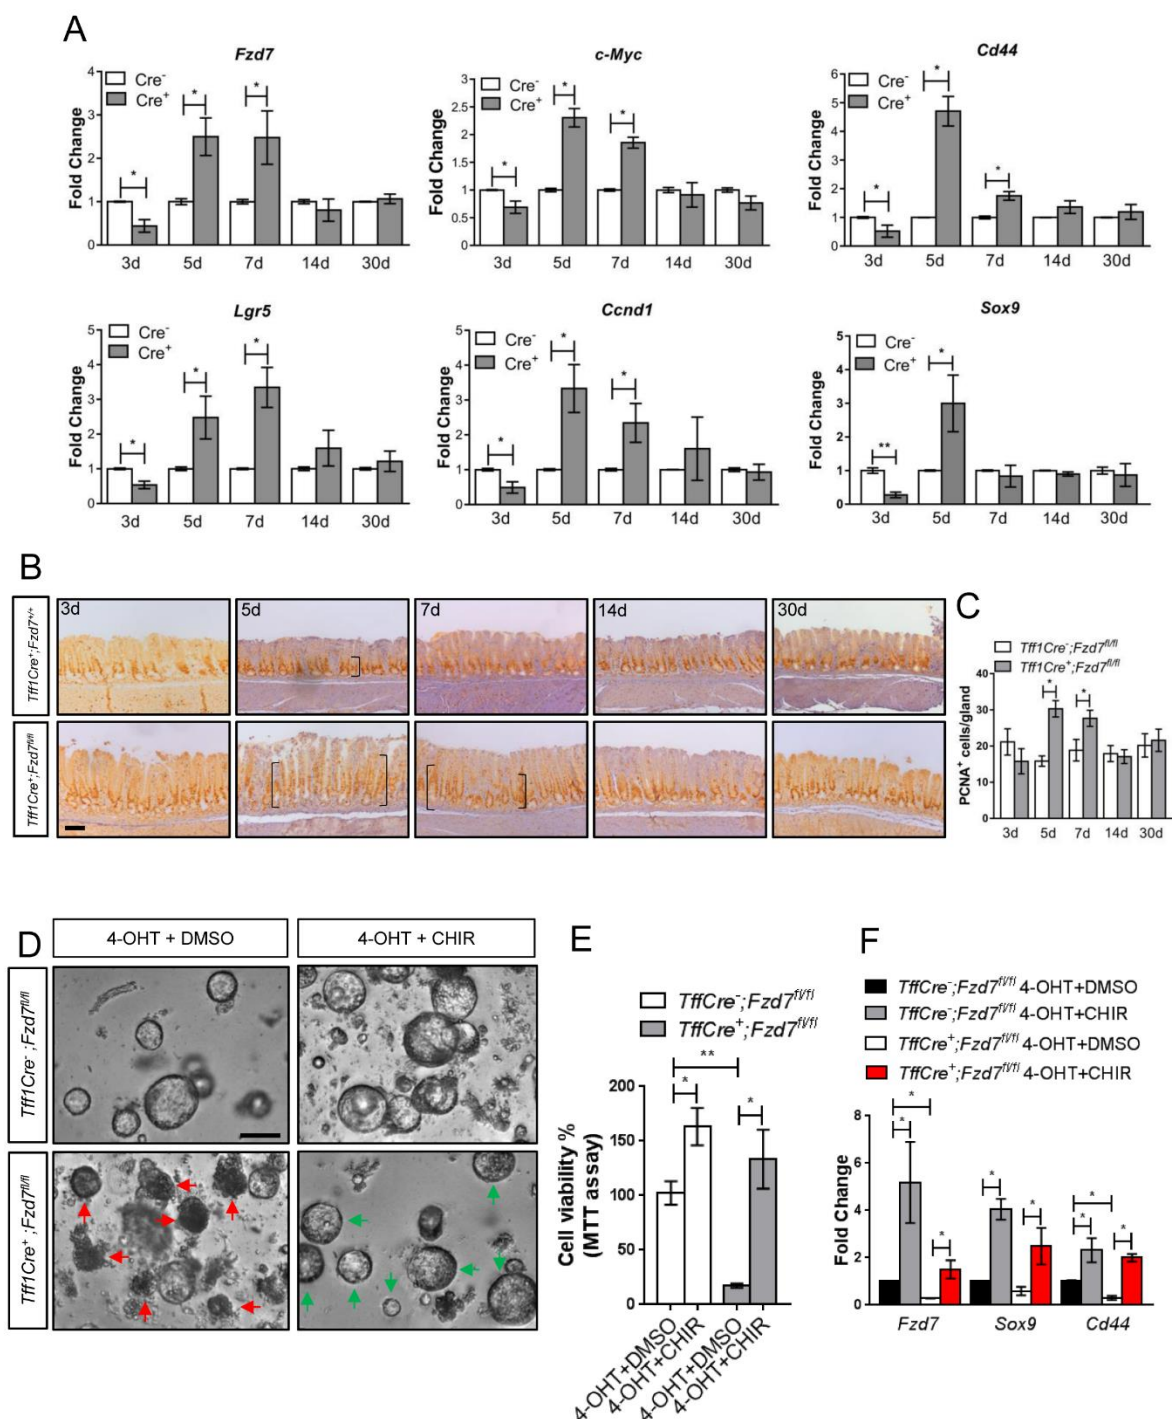 A
Fzd7
Fold Change
Cre-
Cre+
4
3
2
1
0
* * *
3d 5d 7d 14d 30d
c-Myc
Fold Change
Cre-
Cre+
3
2.5
2
1.5
1
0.5
0
* * *
3d 5d 7d 14d 30d
Cd44
Fold Change
Cre-
Cre+
6
5
4
3
2
1
0
* * *
3d 5d 7d 14d 30d
Lgr5
Fold Change
Cre-
Cre+
5
4
3
2
1
0
* * *
3d 5d 7d 14d 30d
Ccnd1
Fold Change
Cre-
Cre+
5
4
3
2
1
0
* * *
3d 5d 7d 14d 30d
Sox9
Fold Change
Cre-
Cre+
5
4
3
2
1
0
** *
3d 5d 7d 14d 30d
B
3d 5d 7d 14d 30d
Tff1Cre+;Fzd7+/+
Tff1Cre+;Fzd7fl/fl
C
Tff1Cre-;Fzd7fl/fl
Tff1Cre+;Fzd7fl/fl
PCNA+ cells/gland
40
30
20
10
0
* *
3d 5d 7d 14d 30d
D
4-OHT + DMSO
4-OHT + CHIR
Tff1Cre-;Fzd7fl/fl
Tff1Cre+;Fzd7fl/fl
E
TffCre-;Fzd7fl/fl
TffCre+;Fzd7fl/fl
Cell viability %
(MTT assay)
200
150
100
50
0
**
* *
4-OHT+DMSO
4-OHT+CHIR
4-OHT+DMSO
4-OHT+CHIR
F
TffCre-;Fzd7fl/fl 4-OHT+DMSO
TffCre-;Fzd7fl/fl 4-OHT+CHIR
TffCre+;Fzd7fl/fl 4-OHT+DMSO
TffCre+;Fzd7fl/fl 4-OHT+CHIR
Fold Change
8
6
4
2
0
* * *
* *
* * *
Fzd7 Sox9 Cd44